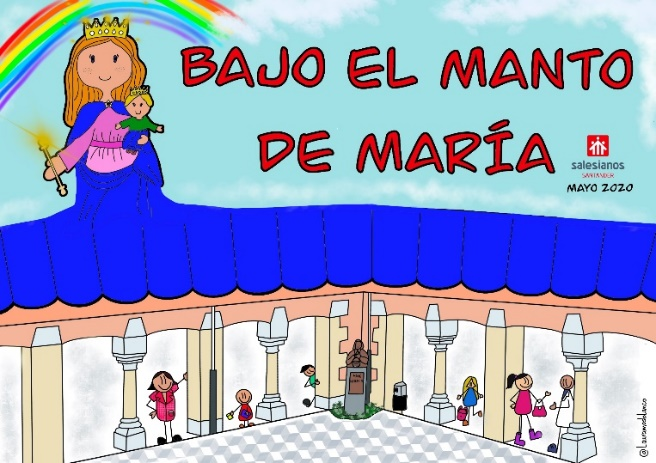 BAJO EL MANTO
DE MARÍA
salesianos
SANTANDER
MAYO 2020